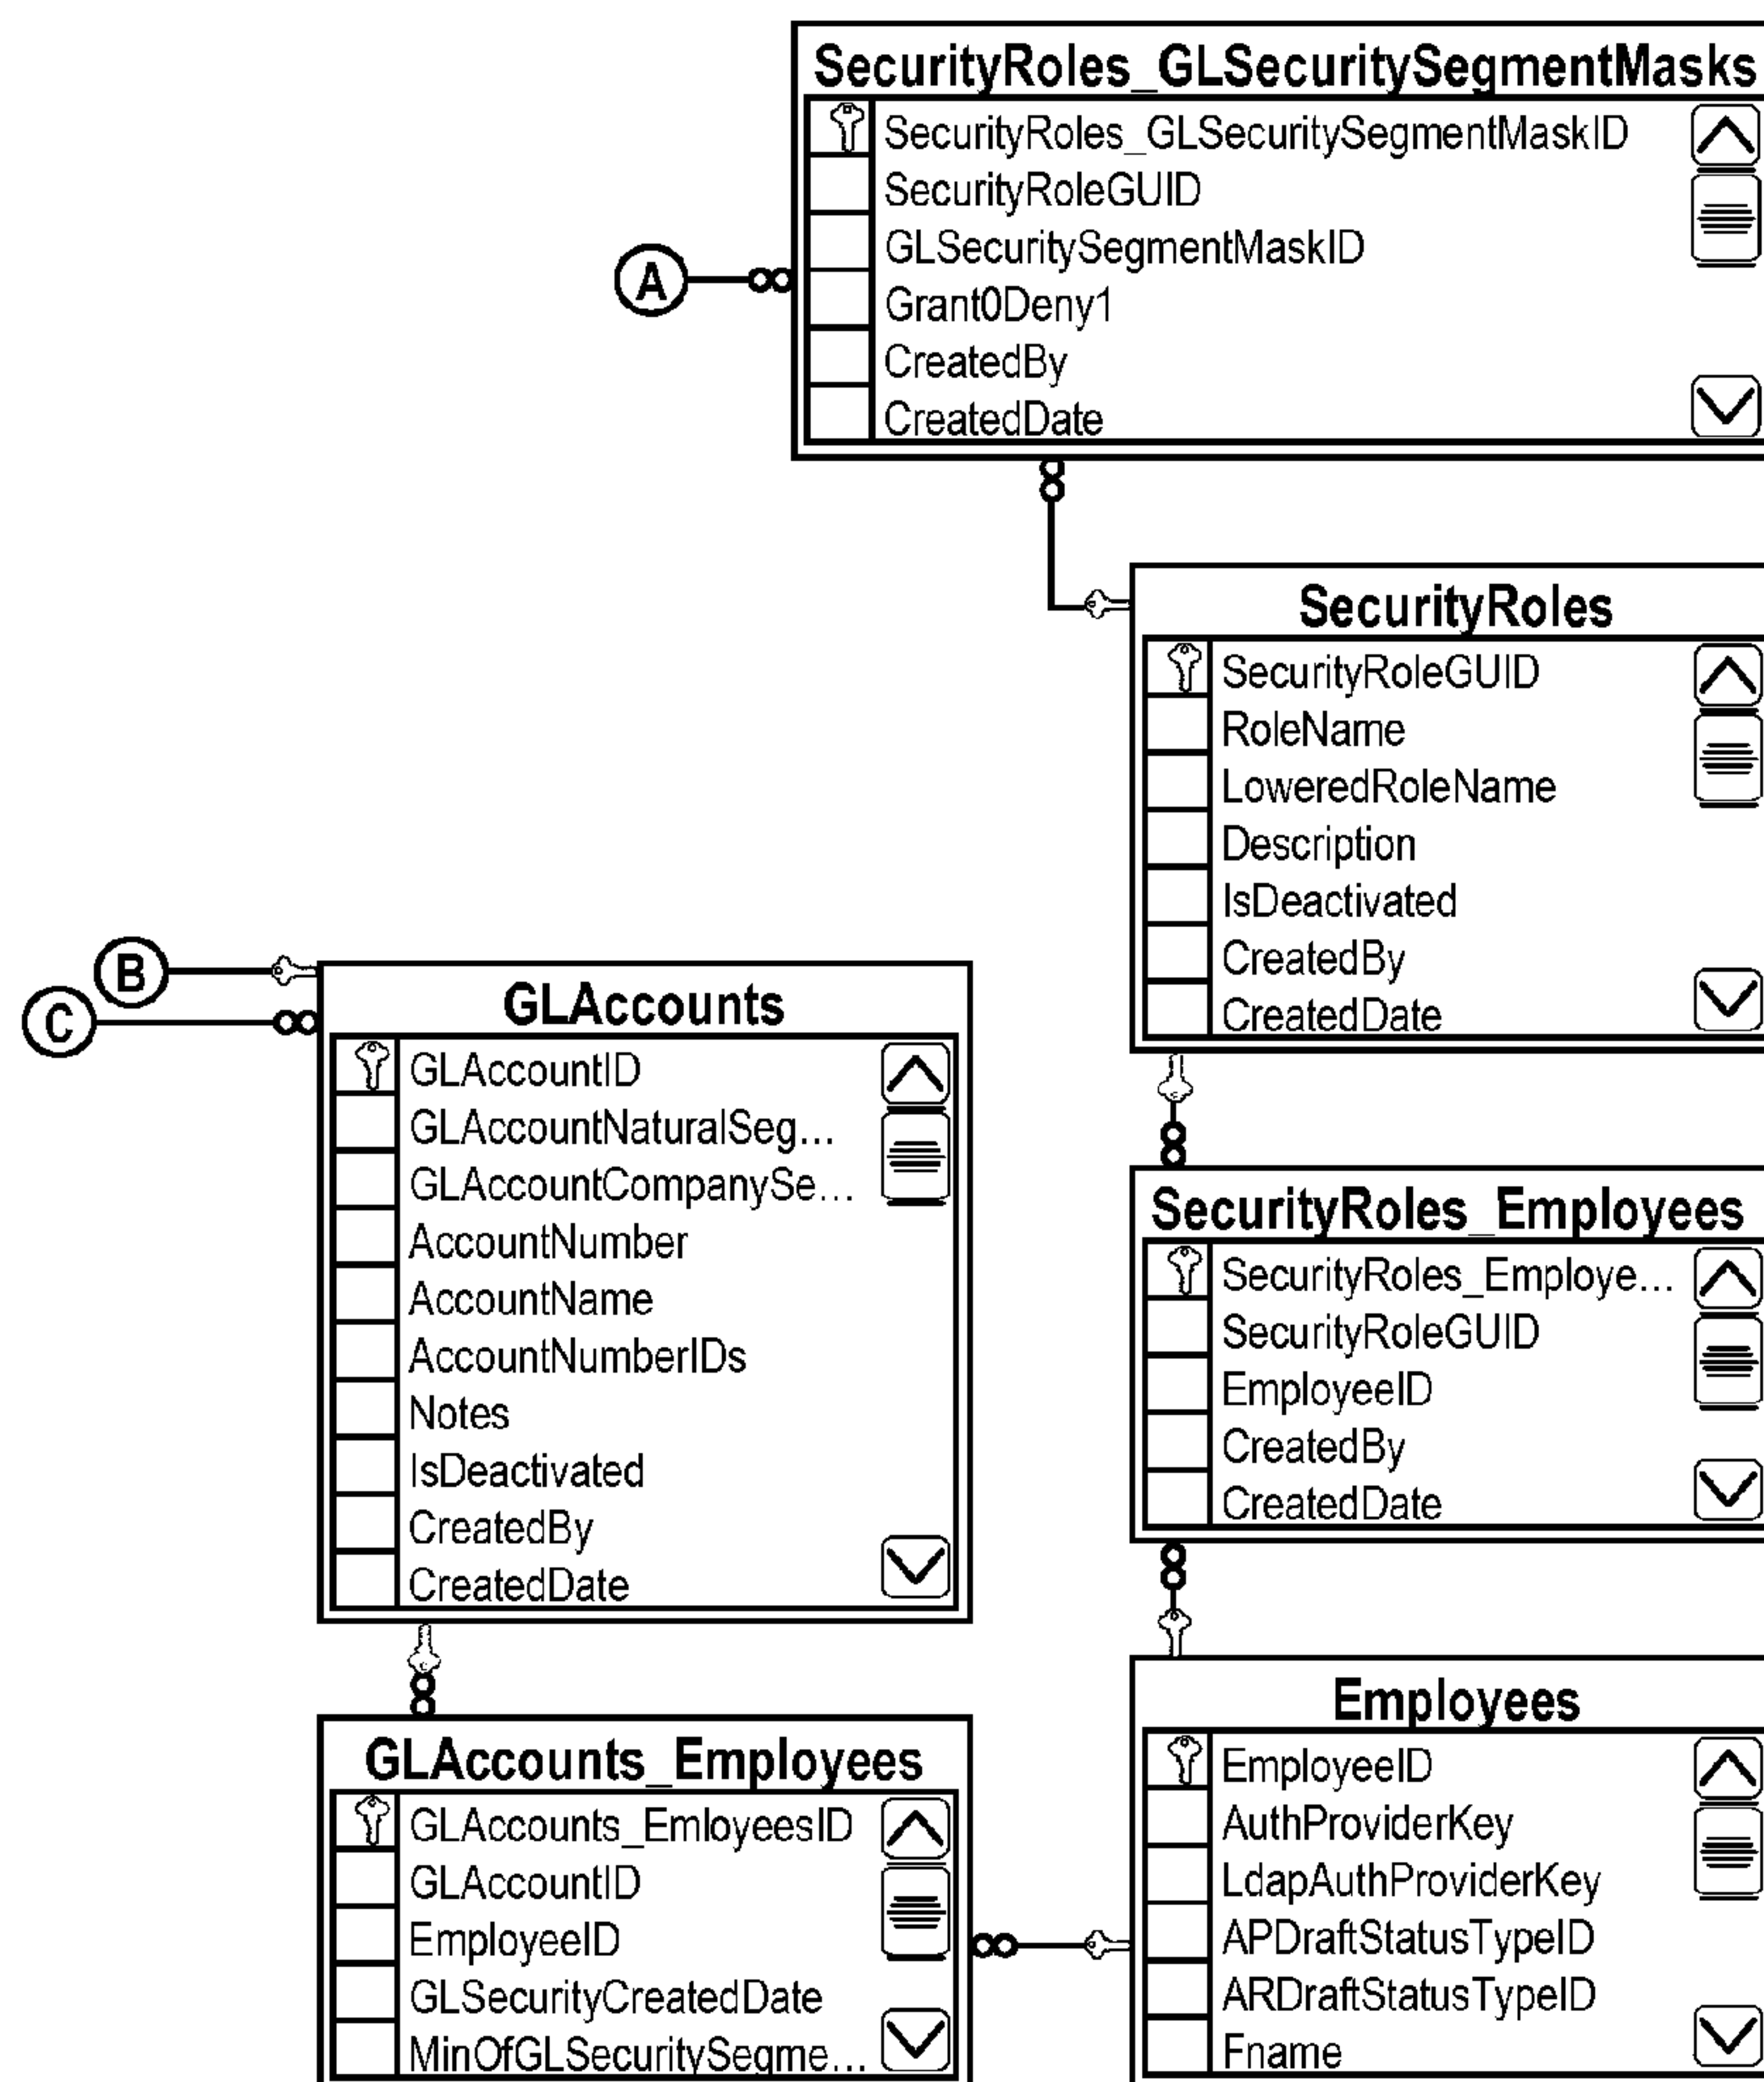 SecurityRoles_GLSecuritySegmentMasks
SecurityRoles_GLSecuritySegmentMaskID
SecurityRoleGUID
GLSecuritySegmentMaskID
Grant0Deny1
CreatedBy
CreatedDate
A
SecurityRoles
SecurityRoleGUID
RoleName
LoweredRoleName
Description
IsDeactivated
CreatedBy
CreatedDate
B
C
GLAccounts
GLAccountID
GLAccountNaturalSeg...
GLAccountCompanySe...
AccountNumber
AccountName
AccountNumberIDs
Notes
IsDeactivated
CreatedBy
CreatedDate
SecurityRoles_Employees
SecurityRoles_Employe...
SecurityRoleGUID
EmployeeID
CreatedBy
CreatedDate
GLAccounts_Employees
GLAccounts_EmloyeesID
GLAccountID
EmployeeID
GLSecurityCreatedDate
MinOfGLSecuritySegme...
Employees
EmployeeID
AuthProviderKey
LdapAuthProviderKey
APDraftStatusTypeID
ARDraftStatusTypeID
Fname